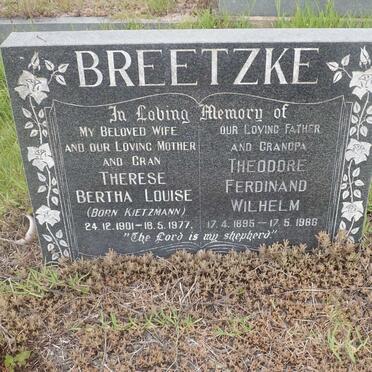 BREETZKE
In Loving Memory of
MY BELOVED WIFE
AND OUR LOVING MOTHER
AND GRAN
THERESE
BERTHA LOUISE
(BORN KIETZMANN)
24.12.1901-18.5.1977.
OUR LOVING FATHER
AND GRANDPA
THEODORE
FERDINAND
WILHELM
17.4.1895-17.5.1986
"The Lord is my shepherd"